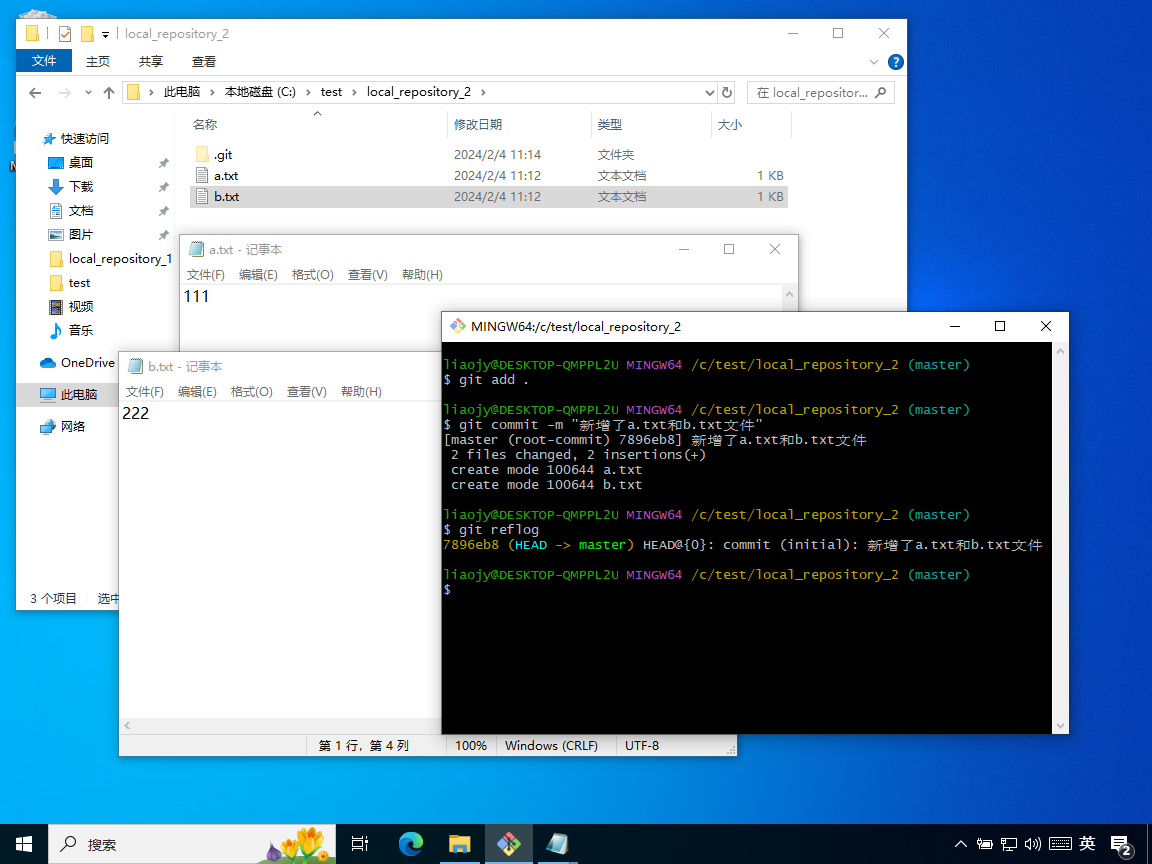 local_repository_2
文件 主页 共享 查看
此电脑 本地磁盘 (C:) test local_repository_2
在 local_repositor...
名称 修改日期 类型 大小
.git 2024/2/4 11:14 文件夹
a.txt 2024/2/4 11:12 文本文档 1 KB
b.txt 2024/2/4 11:12 文本文档 1 KB
快速访问
桌面
下载
文档
图片
local_repository_1
test
视频
音乐
OneDrive
此电脑
网络
3 个项目 选中
a.txt - 记事本
文件(F) 编辑(E) 格式(O) 查看(V) 帮助(H)
111
b.txt - 记事本
文件(F) 编辑(E) 格式(O) 查看(V) 帮助(H)
222
第 1 行，第 4 列 100% Windows (CRLF) UTF-8
MINGW64:/c/test/local_repository_2
liaojy@DESKTOP-QMPPL2U MINGW64 /c/test/local_repository_2 (master)
$ git add .
liaojy@DESKTOP-QMPPL2U MINGW64 /c/test/local_repository_2 (master)
$ git commit -m "新增了a.txt和b.txt文件"
[master (root-commit) 7896eb8] 新增了a.txt和b.txt文件
2 files changed, 2 insertions(+)
create mode 100644 a.txt
create mode 100644 b.txt
liaojy@DESKTOP-QMPPL2U MINGW64 /c/test/local_repository_2 (master)
$ git reflog
7896eb8 (HEAD -> master) HEAD@{0}: commit (initial): 新增了a.txt和b.txt文件
liaojy@DESKTOP-QMPPL2U MINGW64 /c/test/local_repository_2 (master)
$
搜索
英
2